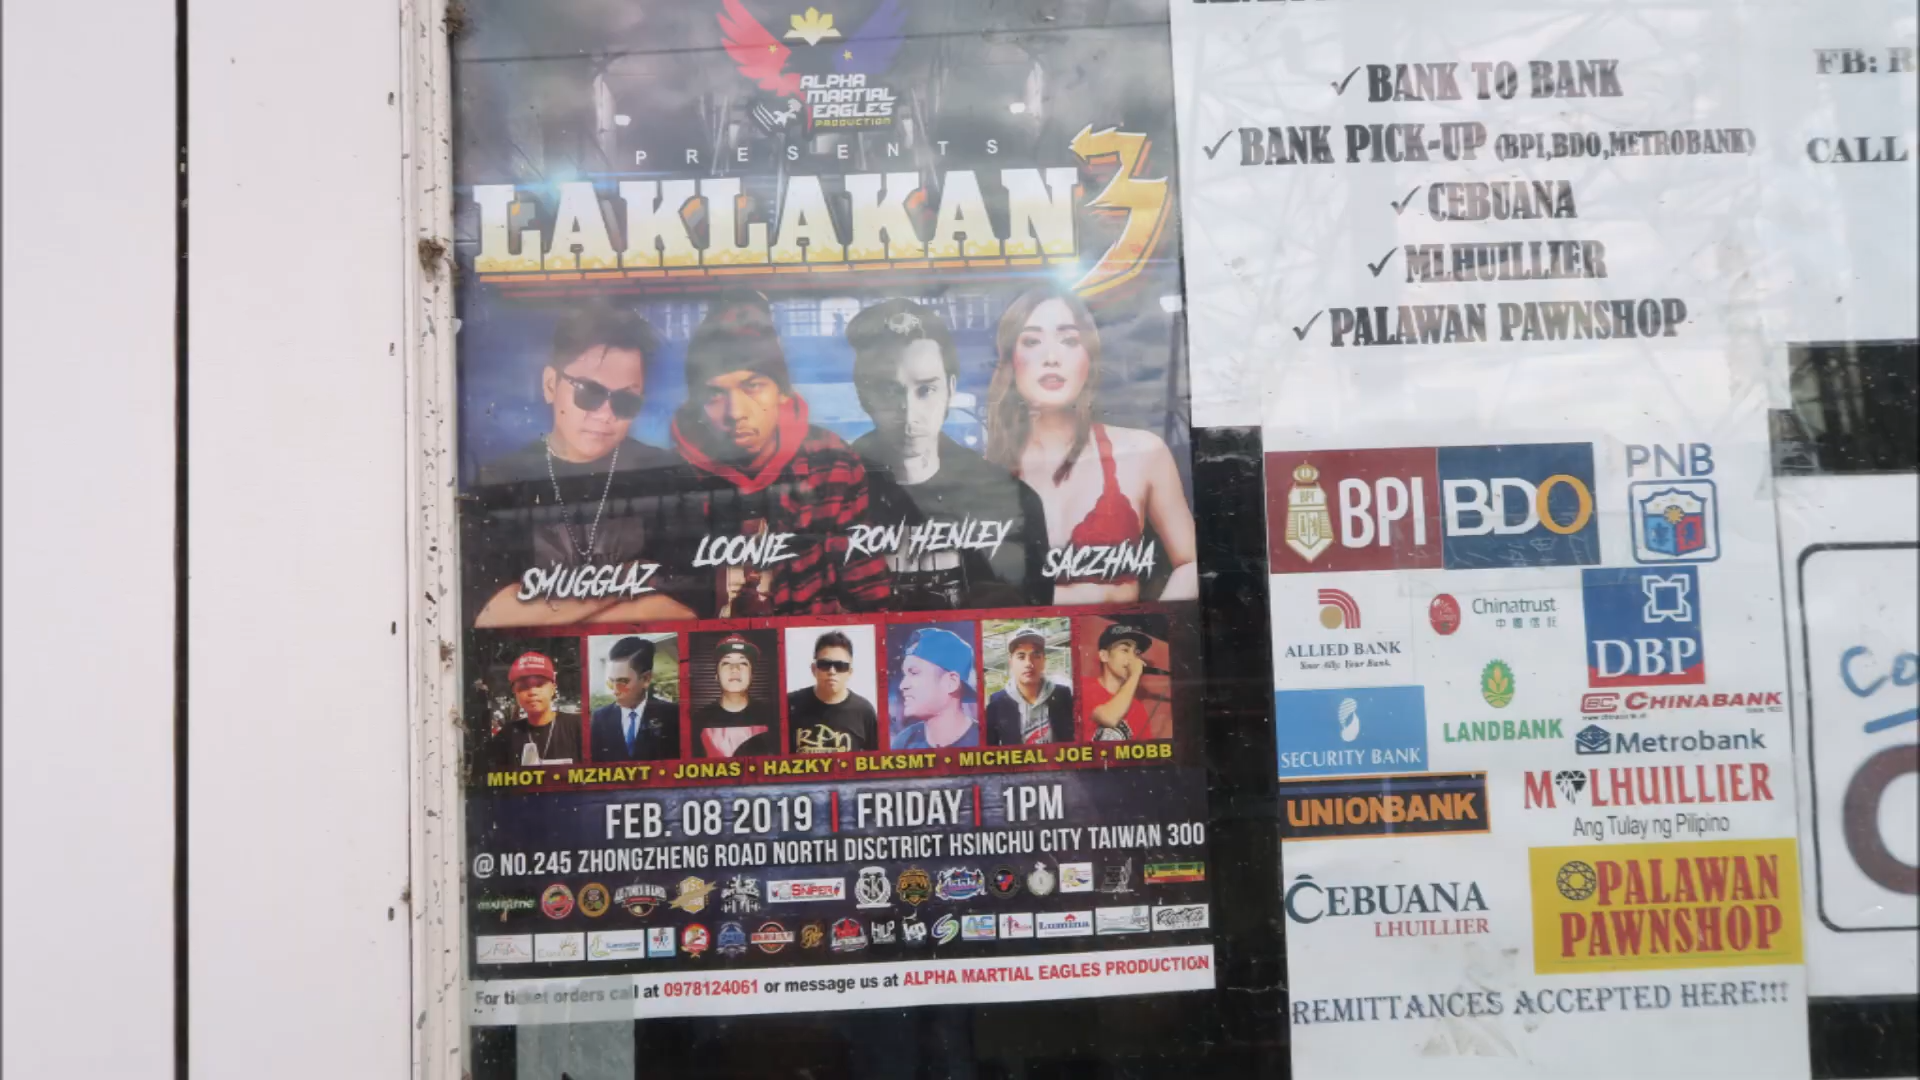 ALPHA
MARTIAL
EAGLES
PRODUCTION
PRESENTS
LAKLAKAN 3
SMUGGLAZ
LOONIE
RON HENLEY
SACZHNA
MHOT • MZHAYT • JONAS • HAZKY • BLKSMT • MICHEAL JOE • MOBB
FEB. 08 2019 | FRIDAY | 1PM
@ NO.245 ZHONGZHENG ROAD NORTH DISCTRICT HSINCHU CITY TAIWAN 300
SNIPER
Lumina
For ticket orders call at 0978124061 or message us at ALPHA MARTIAL EAGLES PRODUCTION
✓ BANK TO BANK
✓ BANK PICK-UP (BPI,BDO,METROBANK)
✓ CEBUANA
✓ MLHUILLIER
✓ PALAWAN PAWNSHOP
FB: R
CALL
BPI
BPI
BDO
PNB
ALLIED BANK
Your Ally. Your Bank.
Chinatrust
中國信託
DBP
SECURITY BANK
LANDBANK
CHINABANK
Metrobank
UNIONBANK
M LHUILLIER
Ang Tulay ng Pilipino
CEBUANA
LHUILLIER
PALAWAN
PAWNSHOP
REMITTANCES ACCEPTED HERE!!!
Co